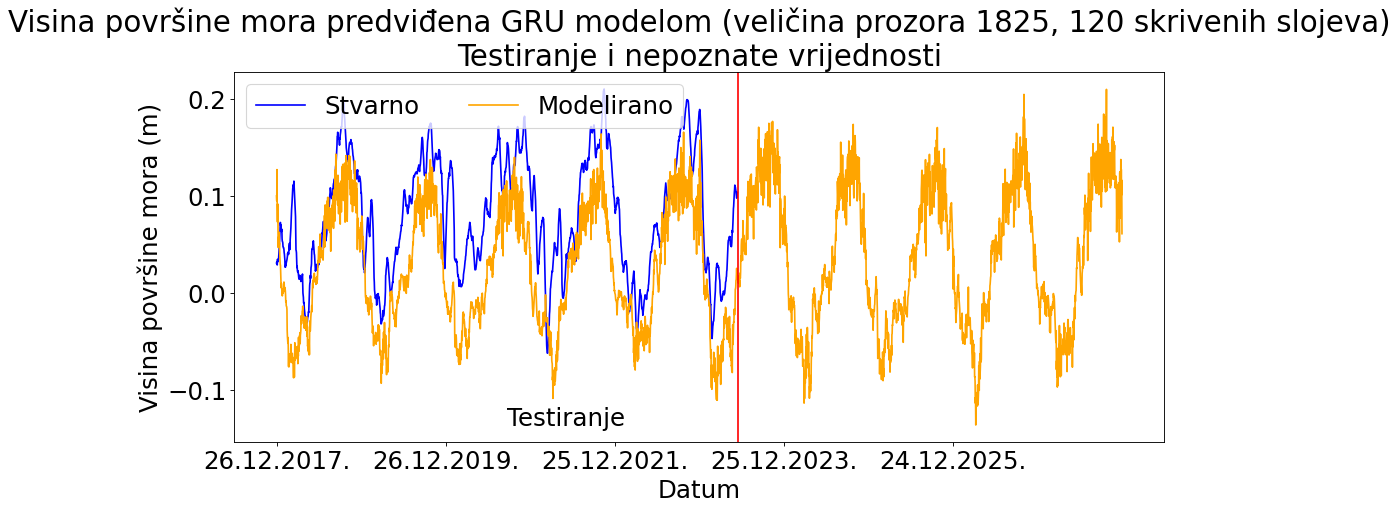 Visina površine mora predviđena GRU modelom (veličina prozora 1825, 120 skrivenih slojeva)
Testiranje i nepoznate vrijednosti
Stvarno Modelirano
Visina površine mora (m)
0.2
0.1
0.0
−0.1
Testiranje
26.12.2017. 26.12.2019. 25.12.2021. 25.12.2023. 24.12.2025.
Datum